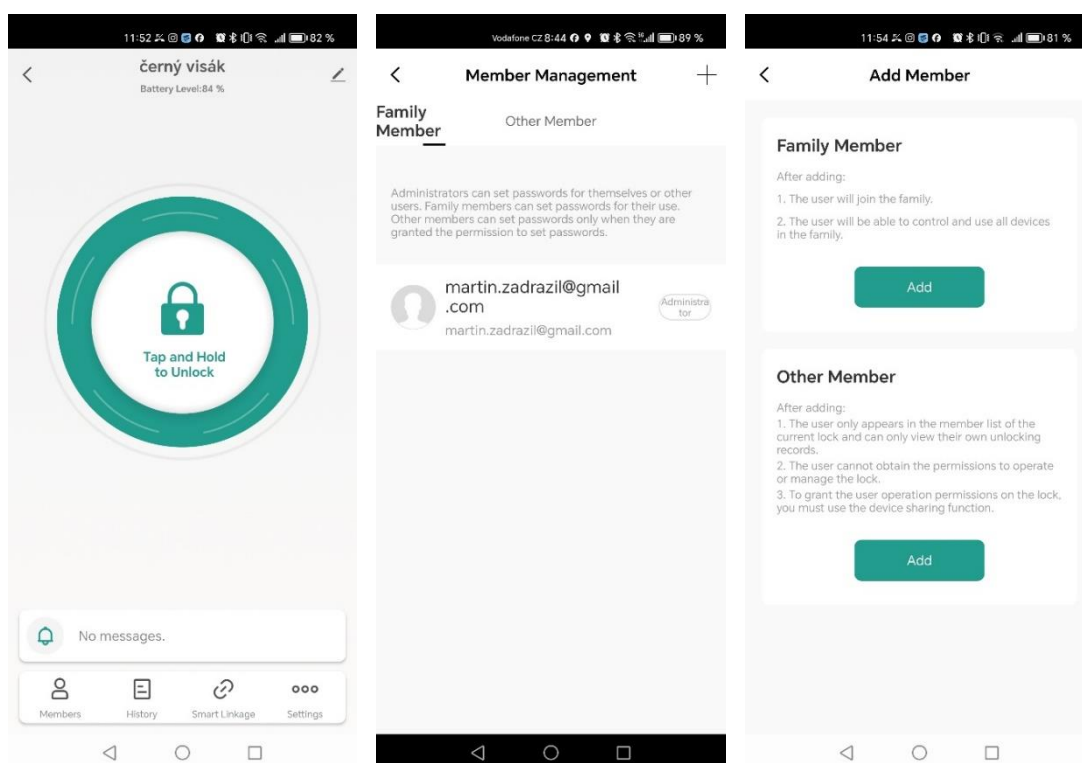 11:52 82 %
černý visák
Battery Level:84 %
Tap and Hold
to Unlock
No messages.
Members History Smart Linkage Settings
Vodafone CZ 8:44 89 %
Member Management
Family
Member
Other Member
Administrators can set passwords for themselves or other
users. Family members can set passwords for their use.
Other members can set passwords only when they are
granted the permission to set passwords.
martin.zadrazil@gmail
.com
martin.zadrazil@gmail.com
Administra
tor
11:54 81 %
Add Member
Family Member
After adding:
1. The user will join the family.
2. The user will be able to control and use all devices
in the family.
Add
Other Member
After adding:
1. The user only appears in the member list of the
current lock and can only view their own unlocking
records.
2. The user cannot obtain the permissions to operate
or manage the lock.
3. To grant the user operation permissions on the lock,
you must use the device sharing function.
Add